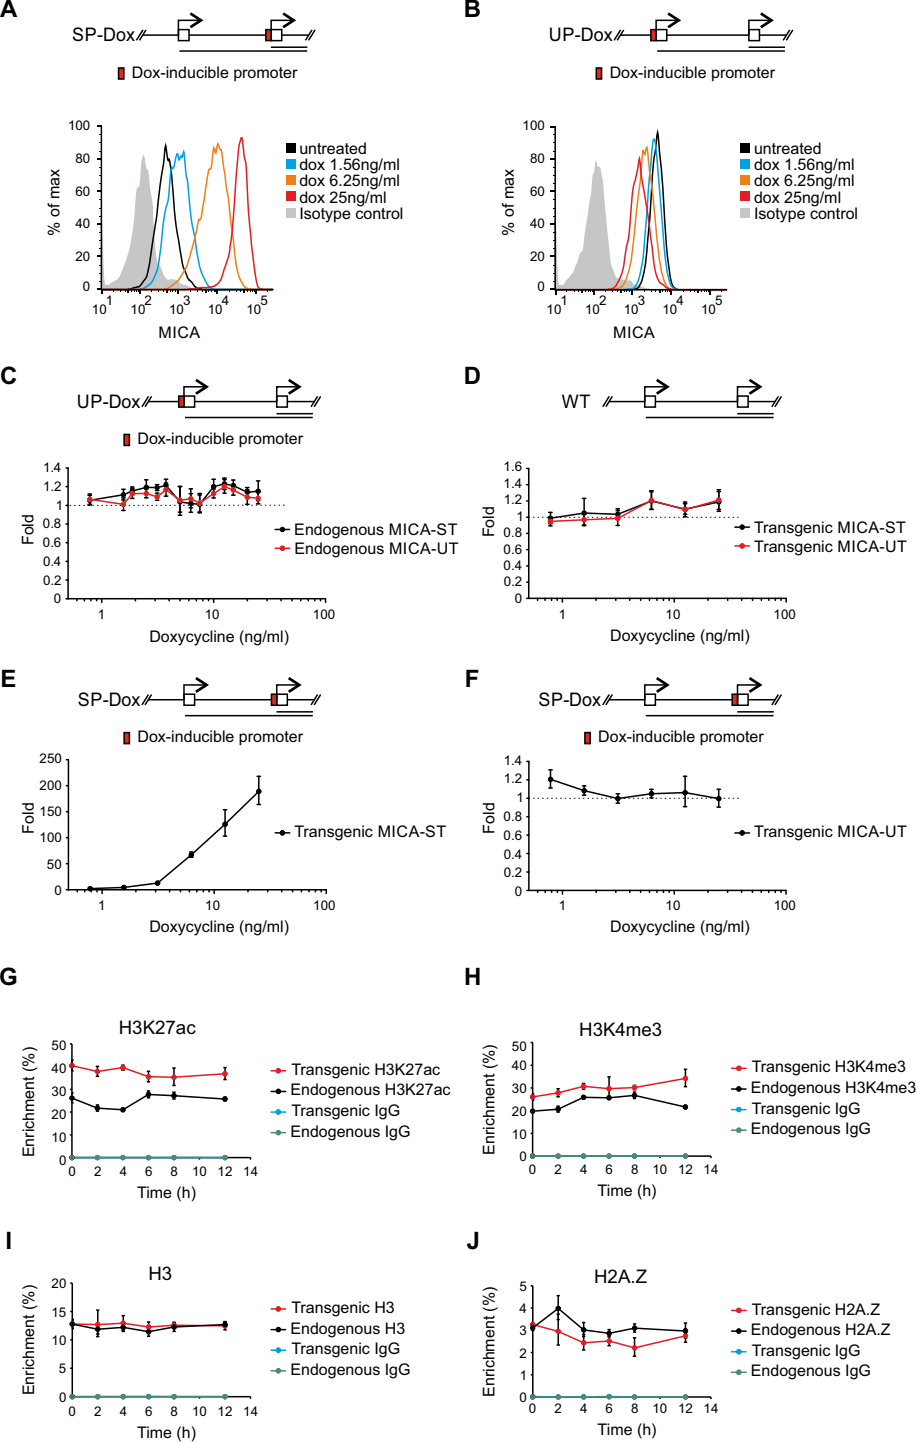 A
SP-Dox
Dox-inducible promoter
100
80
60
40
20
0
% of max
10¹ 10² 10³ 10⁴ 10⁵
MICA
untreated
dox 1.56ng/ml
dox 6.25ng/ml
dox 25ng/ml
Isotype control
B
UP-Dox
Dox-inducible promoter
100
80
60
40
20
0
% of max
10¹ 10² 10³ 10⁴ 10⁵
MICA
untreated
dox 1.56ng/ml
dox 6.25ng/ml
dox 25ng/ml
Isotype control
C
UP-Dox
Dox-inducible promoter
1.4
1.2
1
0.8
0.6
0.4
0.2
0
Fold
1 10 100
Doxycycline (ng/ml)
Endogenous MICA-ST
Endogenous MICA-UT
D
WT
1.6
1.4
1.2
1
0.8
0.6
0.4
0.2
0
Fold
1 10 100
Doxycycline (ng/ml)
Transgenic MICA-ST
Transgenic MICA-UT
E
SP-Dox
Dox-inducible promoter
250
200
150
100
50
0
Fold
1 10 100
Doxycycline (ng/ml)
Transgenic MICA-ST
F
SP-Dox
Dox-inducible promoter
1.4
1.2
1
0.8
0.6
0.4
0.2
0
Fold
1 10 100
Doxycycline (ng/ml)
Transgenic MICA-UT
G
H3K27ac
50
40
30
20
10
0
Enrichment (%)
0 2 4 6 8 10 12 14
Time (h)
Transgenic H3K27ac
Endogenous H3K27ac
Transgenic IgG
Endogenous IgG
H
H3K4me3
50
40
30
20
10
0
Enrichment (%)
0 2 4 6 8 10 12 14
Time (h)
Transgenic H3K4me3
Endogenous H3K4me3
Transgenic IgG
Endogenous IgG
I
H3
20
15
10
5
0
Enrichment (%)
0 2 4 6 8 10 12 14
Time (h)
Transgenic H3
Endogenous H3
Transgenic IgG
Endogenous IgG
J
H2A.Z
5
4
3
2
1
0
Enrichment (%)
0 2 4 6 8 10 12 14
Time (h)
Transgenic H2A.Z
Endogenous H2A.Z
Transgenic IgG
Endogenous IgG